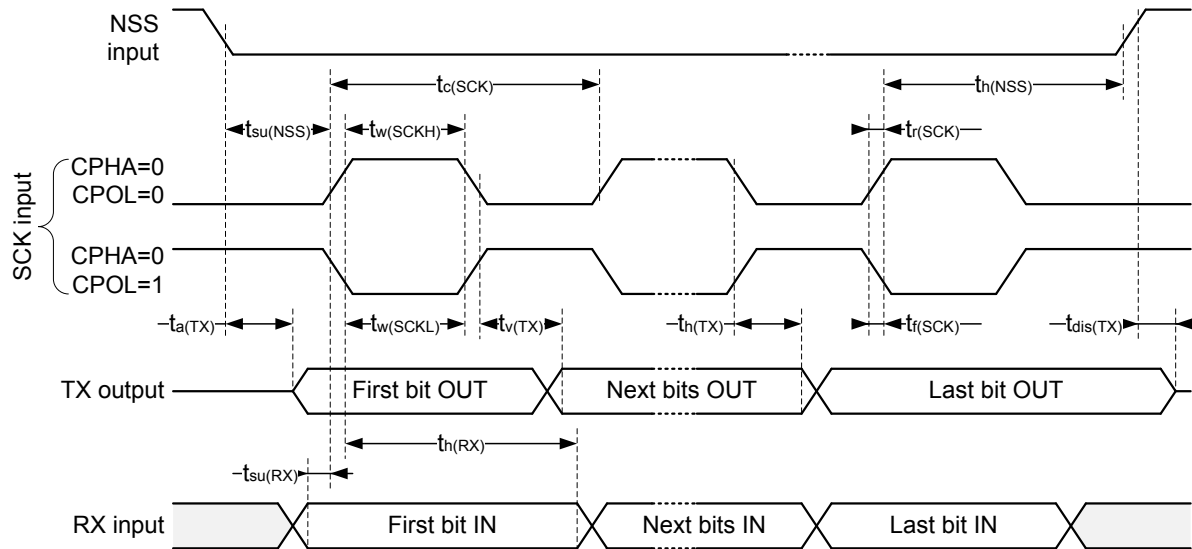 NSS
input
tc(SCK)
th(NSS)
tsu(NSS)
tw(SCKH)
tr(SCK)
SCK input
CPHA=0
CPOL=0
CPHA=0
CPOL=1
ta(TX)
tw(SCKL)
tv(TX)
th(TX)
tf(SCK)
tdis(TX)
TX output
First bit OUT
Next bits OUT
Last bit OUT
th(RX)
tsu(RX)
RX input
First bit IN
Next bits IN
Last bit IN